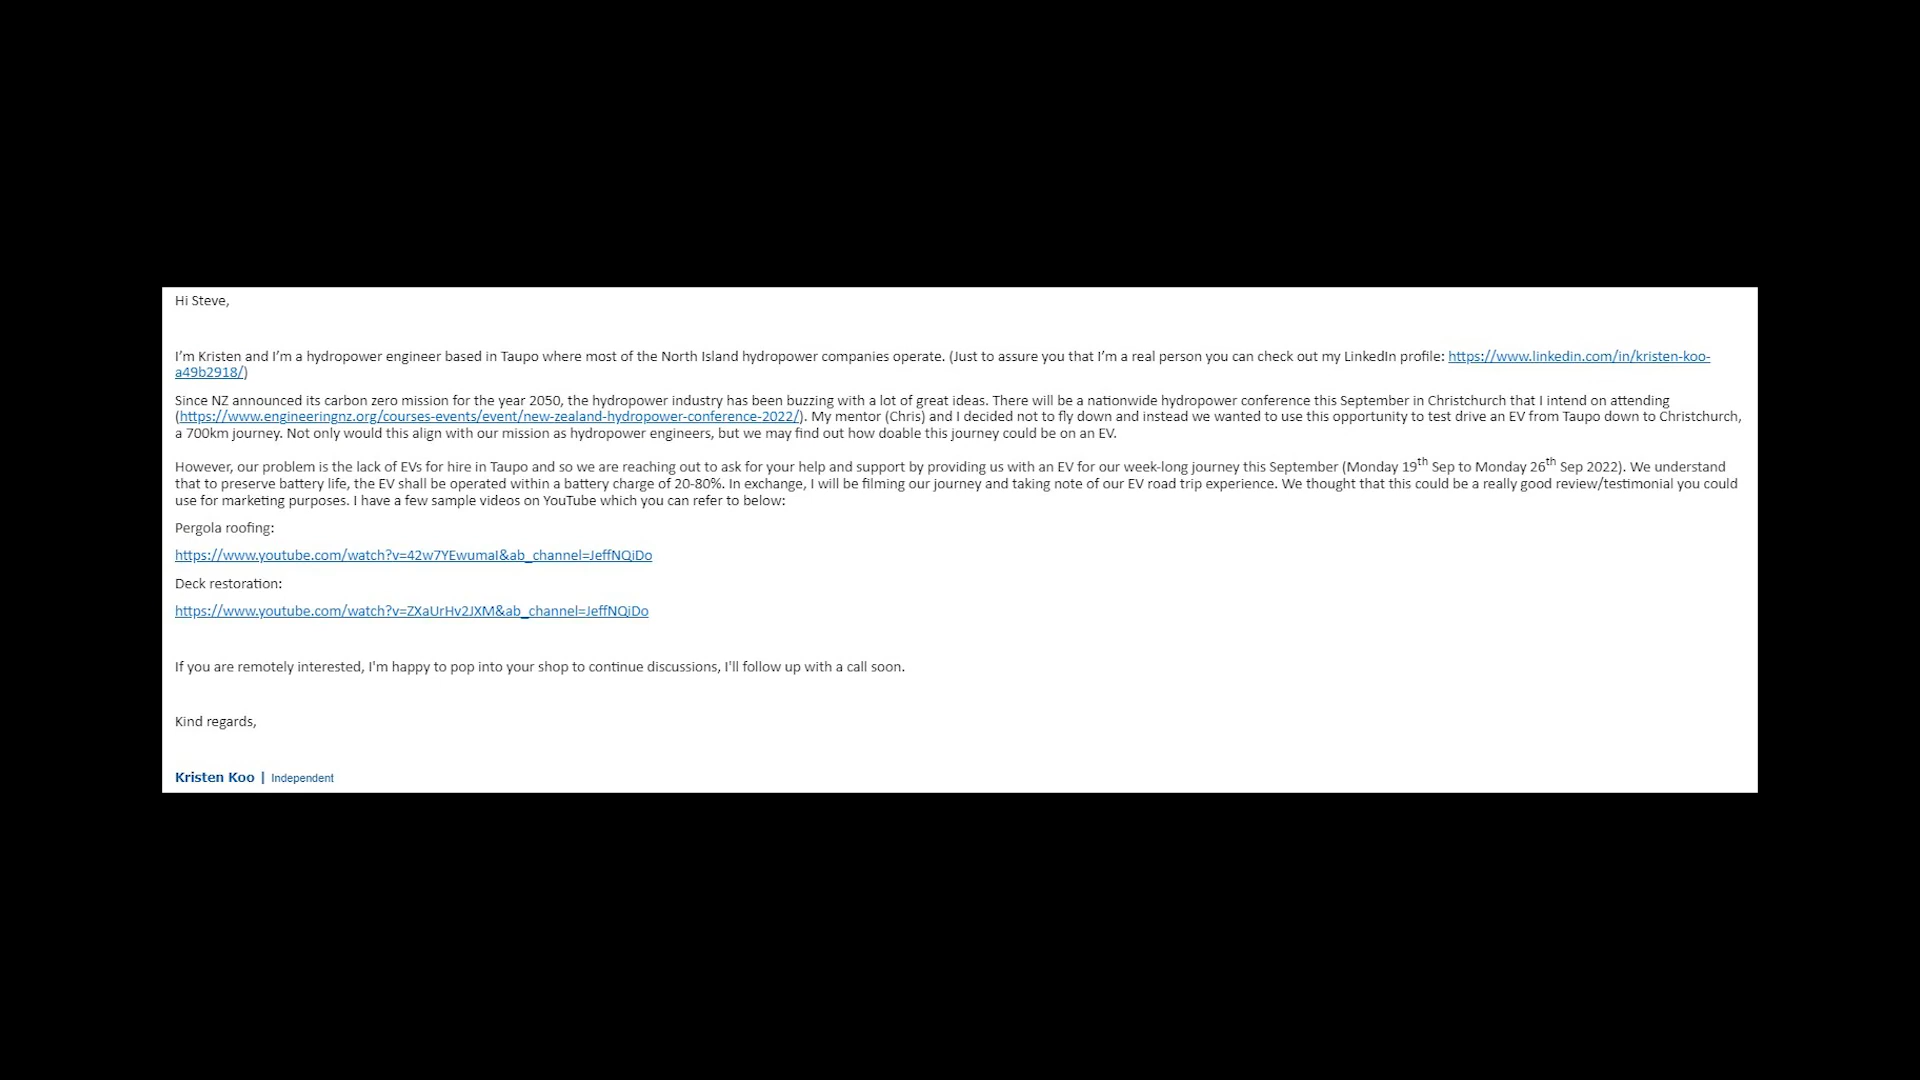 Hi Steve,
I'm Kristen and I'm a hydropower engineer based in Taupo where most of the North Island hydropower companies operate. (Just to assure you that I'm a real person you can check out my LinkedIn profile: https://www.linkedin.com/in/kristen-koo-
a49b2918/)
Since NZ announced its carbon zero mission for the year 2050, the hydropower industry has been buzzing with a lot of great ideas. There will be a nationwide hydropower conference this September in Christchurch that I intend on attending
(https://www.engineeringnz.org/courses-events/event/new-zealand-hydropower-conference-2022/). My mentor (Chris) and I decided not to fly down and instead we wanted to use this opportunity to test drive an EV from Taupo down to Christchurch,
a 700km journey. Not only would this align with our mission as hydropower engineers, but we may find out how doable this journey could be on an EV.
However, our problem is the lack of EVs for hire in Taupo and so we are reaching out to ask for your help and support by providing us with an EV for our week-long journey this September (Monday 19th Sep to Monday 26th Sep 2022). We understand
that to preserve battery life, the EV shall be operated within a battery charge of 20-80%. In exchange, I will be filming our journey and taking note of our EV road trip experience. We thought that this could be a really good review/testimonial you could
use for marketing purposes. I have a few sample videos on YouTube which you can refer to below:
Pergola roofing:
https://www.youtube.com/watch?v=42w7YEwumaI&ab_channel=JeffNQiDo
Deck restoration:
https://www.youtube.com/watch?v=ZXaUrHv2JXM&ab_channel=JeffNQiDo
If you are remotely interested, I'm happy to pop into your shop to continue discussions, I'll follow up with a call soon.
Kind regards,
Kristen Koo | Independent